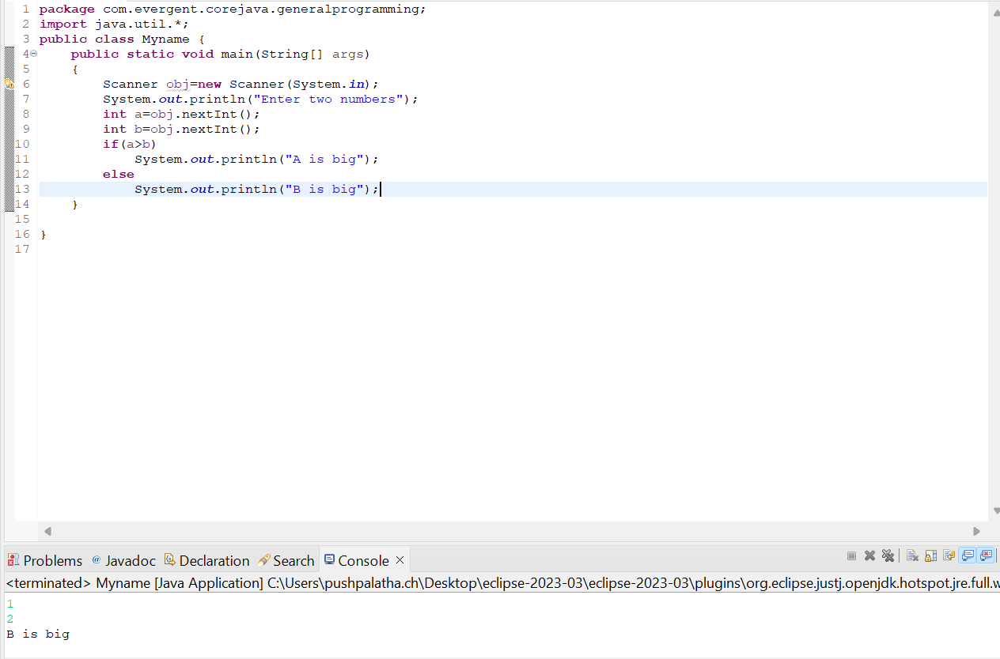 1 package com.evergent.corejava.generalprogramming;
2 import java.util.*;
3 public class Myname {
4 public static void main(String[] args)
5 {
6 Scanner obj=new Scanner(System.in);
7 System.out.println("Enter two numbers");
8 int a=obj.nextInt();
9 int b=obj.nextInt();
10 if(a>b)
11 System.out.println("A is big");
12 else
13 System.out.println("B is big");
14 }
15
16 }
17
Problems @ Javadoc Declaration Search Console
<terminated> Myname [Java Application] C:\Users\pushpalatha.ch\Desktop\eclipse-2023-03\eclipse-2023-03\plugins\org.eclipse.justj.openjdk.hotspot.jre.full.w
1
2
B is big